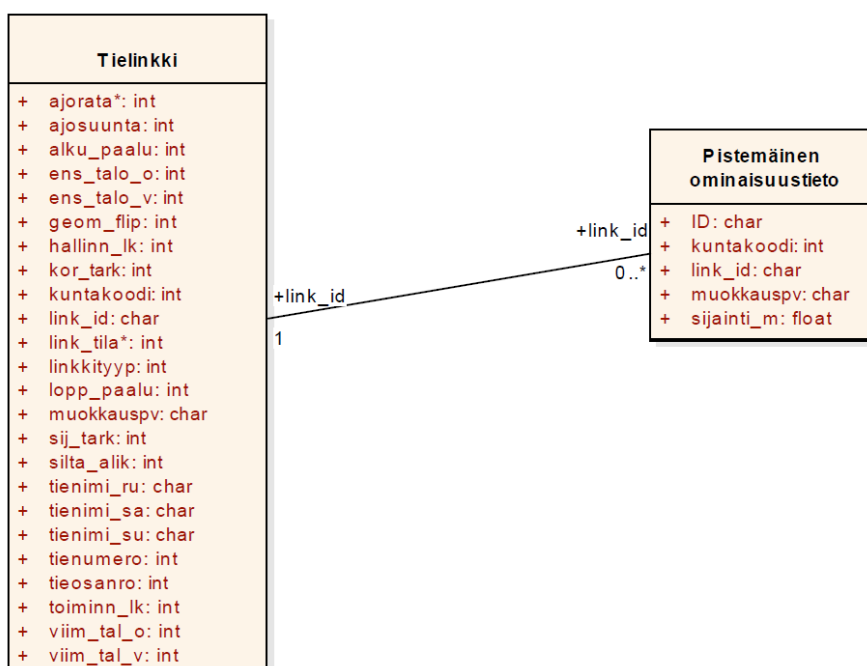 Tielinkki
+ ajorata*: int
+ ajosuunta: int
+ alku_paalu: int
+ ens_talo_o: int
+ ens_talo_v: int
+ geom_flip: int
+ hallinn_lk: int
+ kor_tark: int
+ kuntakoodi: int
+ link_id: char
+ link_tila*: int
+ linkkityyp: int
+ lopp_paalu: int
+ muokkauspv: char
+ sij_tark: int
+ silta_alik: int
+ tienimi_ru: char
+ tienimi_sa: char
+ tienimi_su: char
+ tienumero: int
+ tieosanro: int
+ toiminn_lk: int
+ viim_tal_o: int
+ viim_tal_v: int
+link_id
1
+link_id
0..*
Pistemäinen
ominaisuustieto
+ ID: char
+ kuntakoodi: int
+ link_id: char
+ muokkauspv: char
+ sijainti_m: float